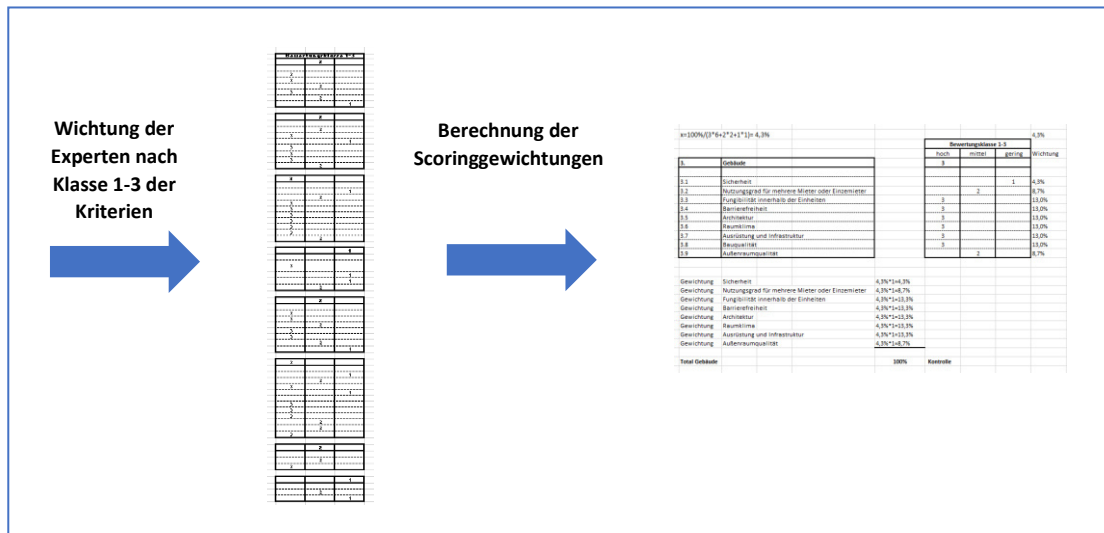 Wichtung der
Experten nach
Klasse 1-3 der
Kriterien
Berechnung der
Scoringgewichtungen
x=100%/(3*6+2*2+1*1)= 4,3% 4,3%
Bewertungsklasse 1-3
hoch mittel gering Wichtung
3. Gebäude 3
3.1 Sicherheit 1 4,3%
3.2 Nutzungsgrad für mehrere Mieter oder Einzemieter 2 8,7%
3.3 Fungibilität innerhalb der Einheiten 3 13,0%
3.4 Barrierefreiheit 3 13,0%
3.5 Architektur 3 13,0%
3.6 Raumklima 3 13,0%
3.7 Ausrüstung und Infrastruktur 3 13,0%
3.8 Bauqualität 3 13,0%
3.9 Außenraumqualität 2 8,7%
Gewichtung Sicherheit 4,3%*1=4,3%
Gewichtung Nutzungsgrad für mehrere Mieter oder Einzemieter 4,3%*1=8,7%
Gewichtung Fungibilität innerhalb der Einheiten 4,3%*1=13,3%
Gewichtung Barrierefreiheit 4,3%*1=13,3%
Gewichtung Architektur 4,3%*1=13,3%
Gewichtung Raumklima 4,3%*1=13,3%
Gewichtung Ausrüstung und Infrastruktur 4,3%*1=13,3%
Gewichtung Außenraumqualität 4,3%*1=8,7%
Total Gebäude 100% Kontrolle